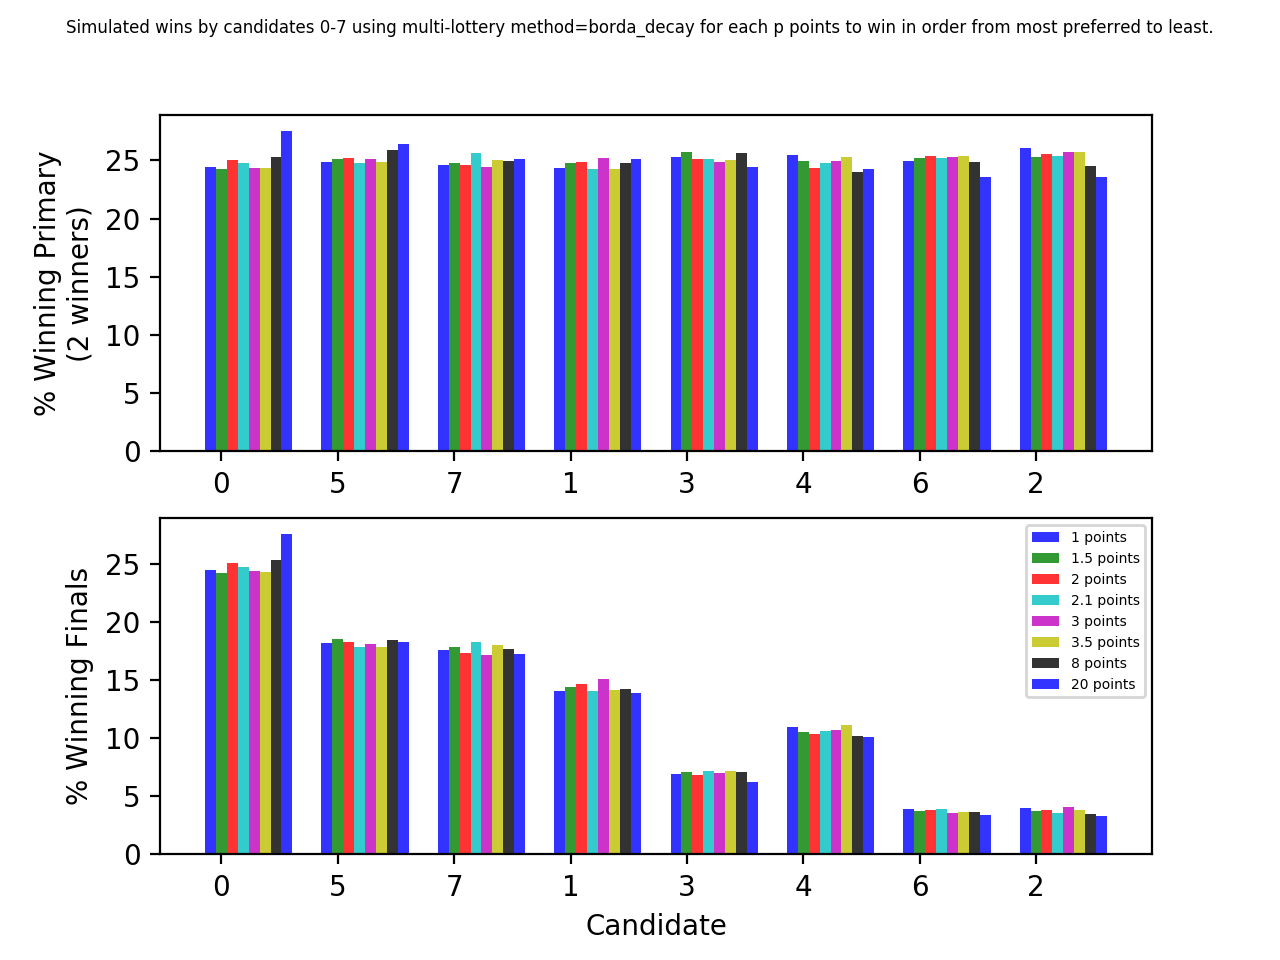 Simulated wins by candidates 0-7 using multi-lottery method=borda_decay for each p points to win in order from most preferred to least.
% Winning Primary
(2 winners)
25
20
15
10
5
0
0 5 7 1 3 4 6 2
% Winning Finals
25
20
15
10
5
0
1 points
1.5 points
2 points
2.1 points
3 points
3.5 points
8 points
20 points
0 5 7 1 3 4 6 2
Candidate